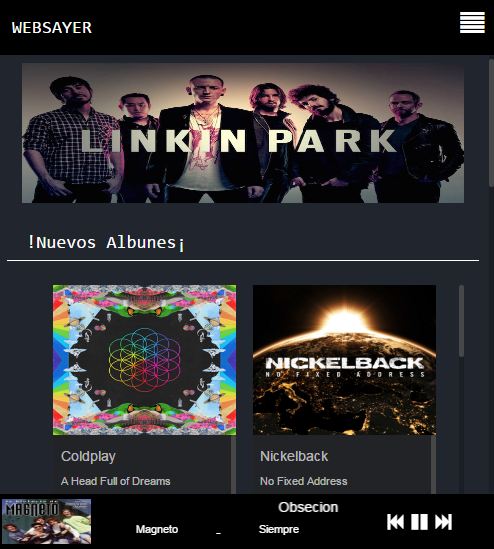 WEBSAYER
LINKIN PARK
!Nuevos Albunes¡
NICKELBACK
NO FIXED ADDRESS
Coldplay
A Head Full of Dreams
Nickelback
No Fixed Address
MAGNETO
Obsecion
Magneto - Siempre